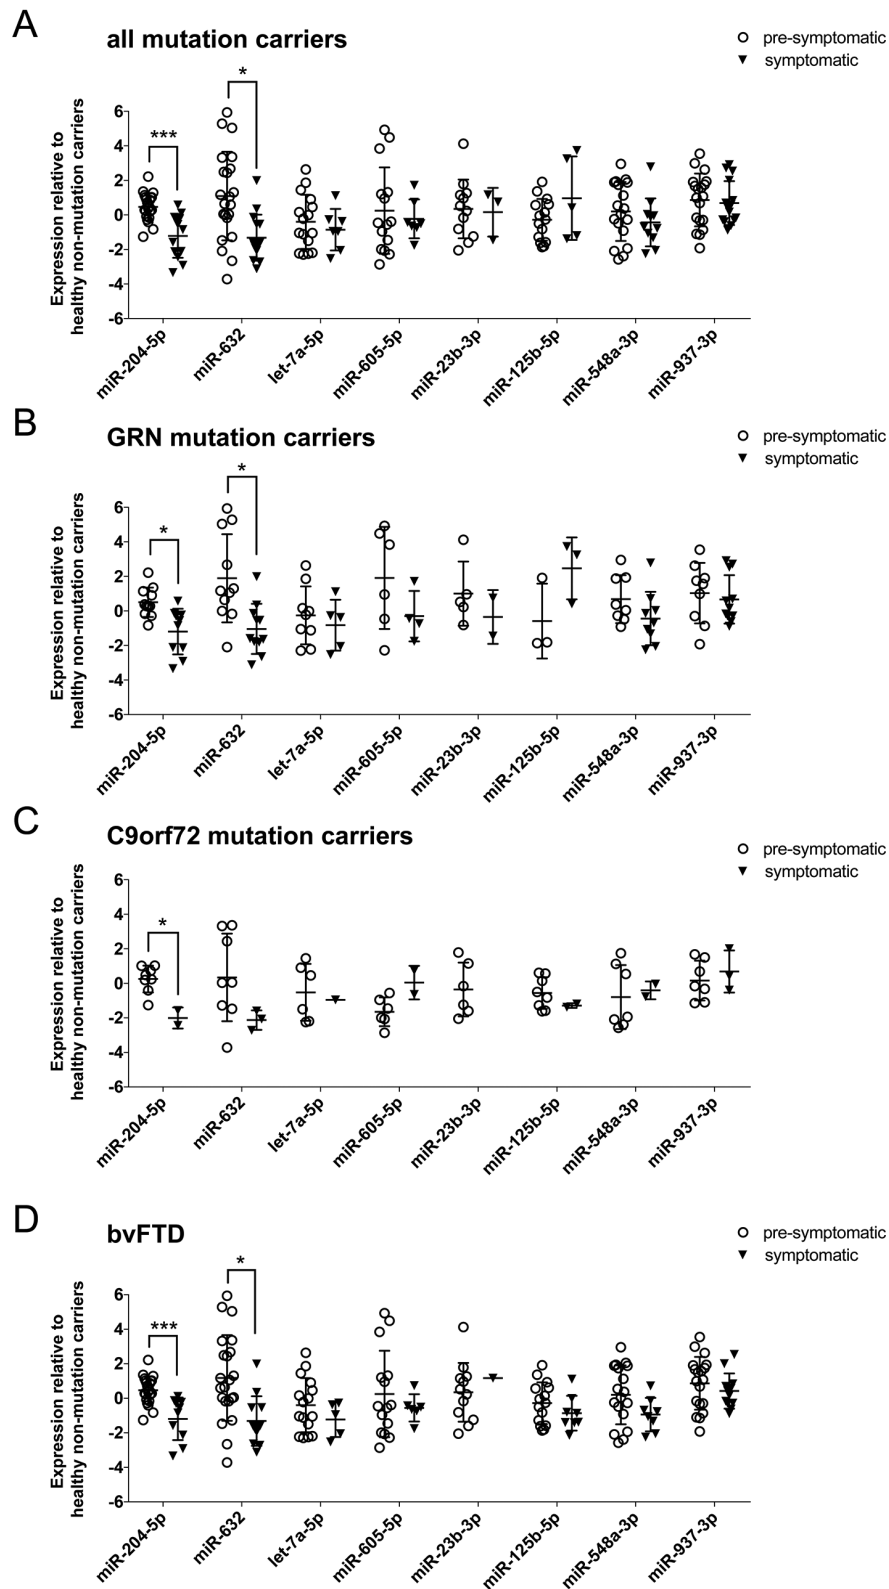 A
all mutation carriers
pre-symptomatic
symptomatic
Expression relative to
healthy non-mutation carriers
6
4
2
0
-2
-4
-6
***
*
miR-204-5p
miR-632
let-7a-5p
miR-605-5p
miR-23b-3p
miR-125b-5p
miR-548a-3p
miR-937-3p
B
GRN mutation carriers
pre-symptomatic
symptomatic
Expression relative to
healthy non-mutation carriers
6
4
2
0
-2
-4
-6
*
*
miR-204-5p
miR-632
let-7a-5p
miR-605-5p
miR-23b-3p
miR-125b-5p
miR-548a-3p
miR-937-3p
C
C9orf72 mutation carriers
pre-symptomatic
symptomatic
Expression relative to
healthy non-mutation carriers
6
4
2
0
-2
-4
-6
*
miR-204-5p
miR-632
let-7a-5p
miR-605-5p
miR-23b-3p
miR-125b-5p
miR-548a-3p
miR-937-3p
D
bvFTD
pre-symptomatic
symptomatic
Expression relative to
healthy non-mutation carriers
6
4
2
0
-2
-4
-6
***
*
miR-204-5p
miR-632
let-7a-5p
miR-605-5p
miR-23b-3p
miR-125b-5p
miR-548a-3p
miR-937-3p